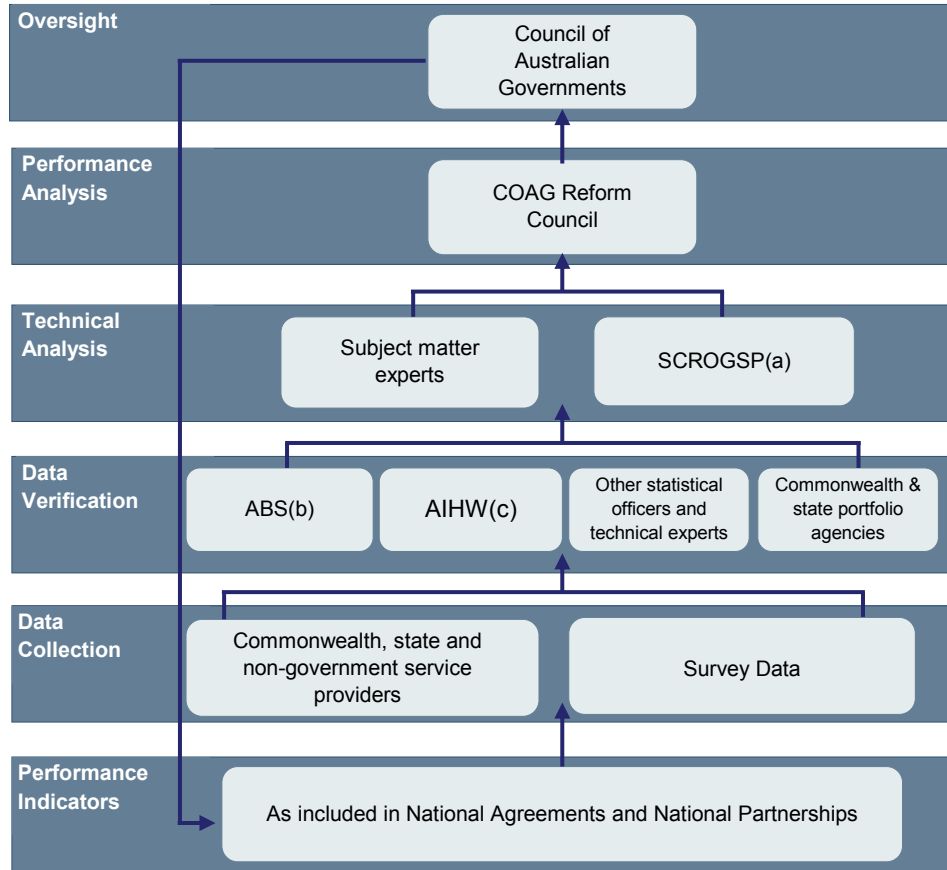 Oversight
Council of
Australian
Governments
Performance
Analysis
COAG Reform
Council
Technical
Analysis
Subject matter
experts
SCROGSP(a)
Data
Verification
ABS(b)
AIHW(c)
Other statistical
officers and
technical experts
Commonwealth &
state portfolio
agencies
Data
Collection
Commonwealth, state and
non-government service
providers
Survey Data
Performance
Indicators
As included in National Agreements and National Partnerships